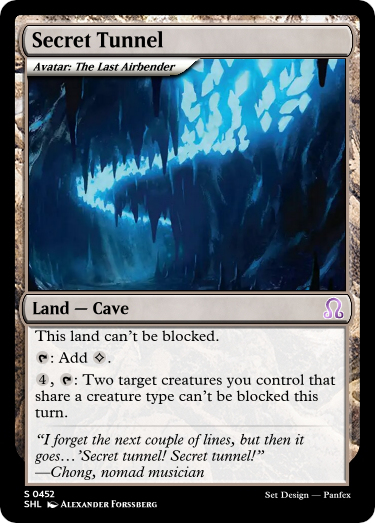 Secret Tunnel
Avatar: The Last Airbender
Land — Cave
This land can't be blocked.
: Add .
4, : Two target creatures you control that
share a creature type can't be blocked this
turn.
“I forget the next couple of lines, but then it
goes…’Secret tunnel! Secret tunnel!”
—Chong, nomad musician
S 0452
Set Design — Panfex
SHL Alexander Forssberg